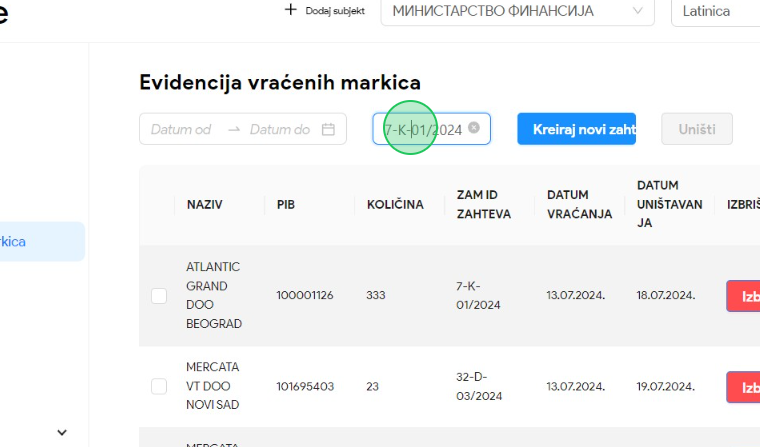 e
Dodaj subjekt
МИНИСТАРСТВО ФИНАНСИЈА
Latinica
Evidencija vraćenih markica
Datum od → Datum do
7-K-01/2024
Kreiraj novi zaht
Uništi
rkica
NAZIV
PIB
KOLIČINA
ZAM ID
ZAHTEVA
DATUM
VRAĆANJA
DATUM
UNIŠTAVAN
JA
IZBRIŠ
ATLANTIC
GRAND
DOO
BEOGRAD
100001126
333
7-K-
01/2024
13.07.2024.
18.07.2024.
Izb
MERCATA
VT DOO
NOVI SAD
101695403
23
32-D-
03/2024
13.07.2024.
19.07.2024.
Izb
MERCATA